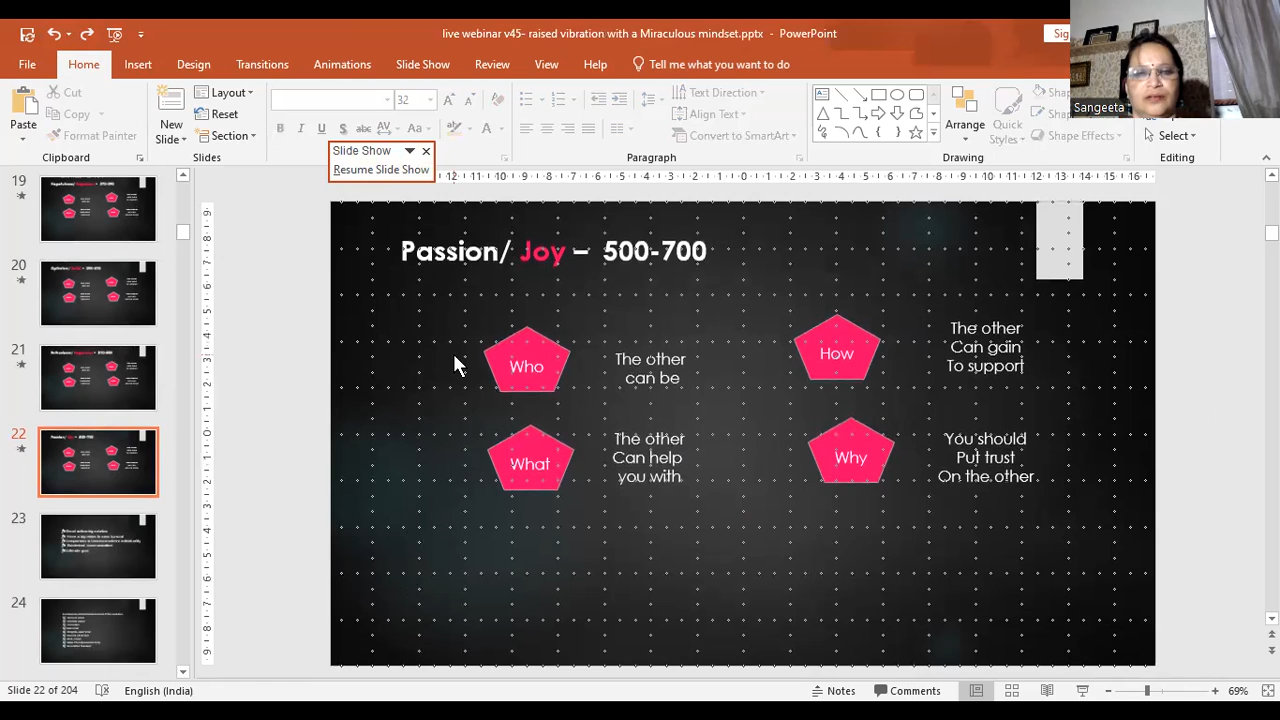 live webinar v45- raised vibration with a Miraculous mindset.pptx - PowerPoint
File
Home
Insert
Design
Transitions
Animations
Slide Show
Review
View
Help
Tell me what you want to do
Sangeeta
Paste
Cut
Copy
Format Painter
Clipboard
New
Slide
Layout
Reset
Section
Slides
32
Paragraph
Text Direction
Align Text
Convert to SmartArt
Arrange
Quick
Styles
Shape Effects
Drawing
Select
Editing
Slide Show
Resume Slide Show
19
20
21
22
23
24
Passion/ Joy – 500-700
Who
The other
can be
How
The other
Can gain
To support
What
The other
Can help
you with
Why
You should
Put trust
On the other
Slide 22 of 204
English (India)
Notes
Comments
69%